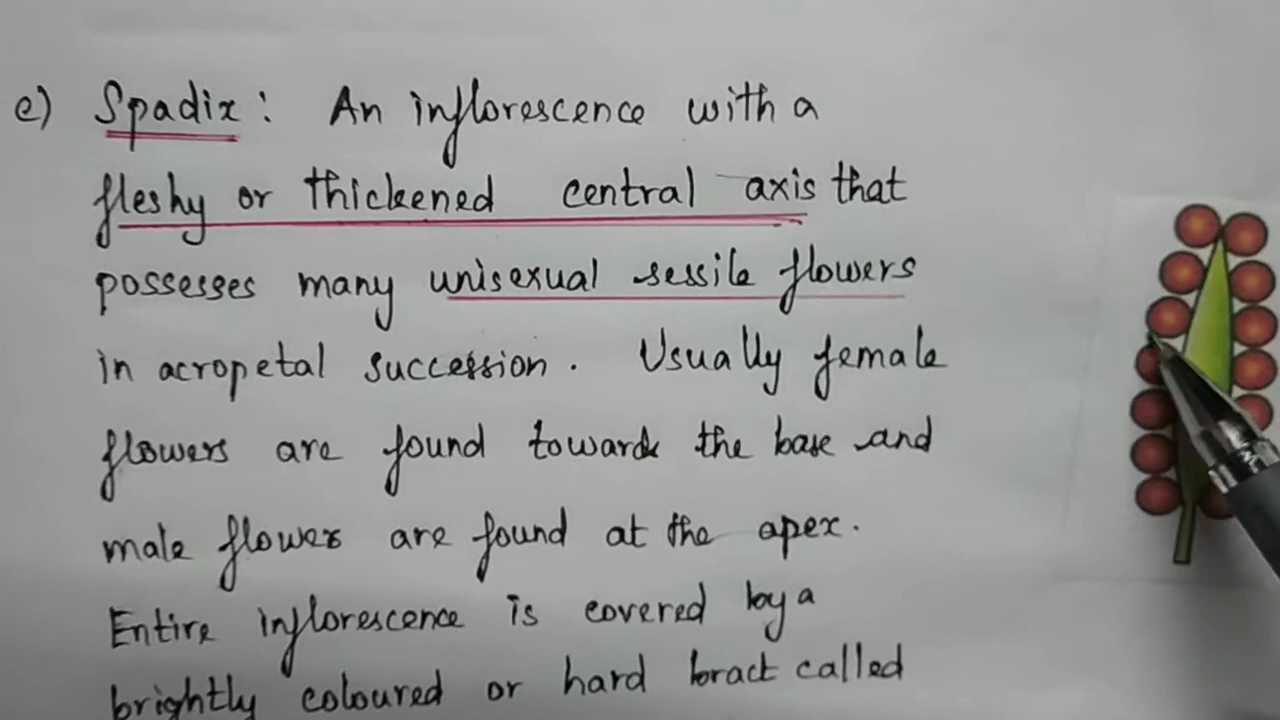 e) Spadix: An inflorescence with a
fleshy or thickened central axis that
possesses many unisexual sessile flowers
in acropetal succession. Usually female
flowers are found towards the base and
male flowers are found at the apex.
Entire inflorescence is covered by a
brightly coloured or hard bract called